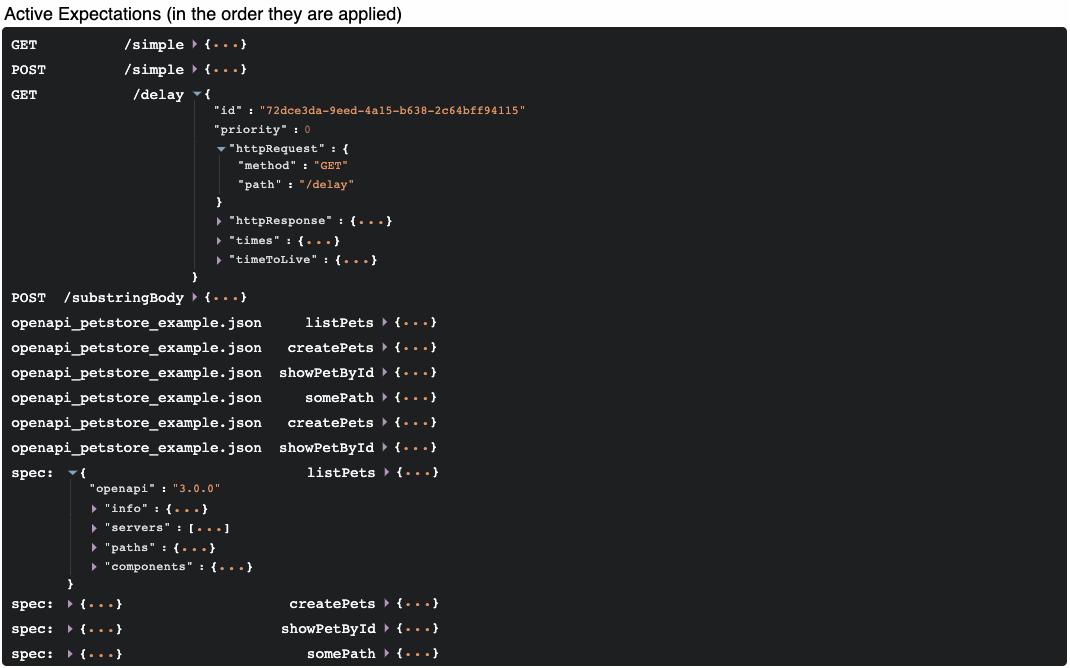 Active Expectations (in the order they are applied)
GET /simple {...}
POST /simple {...}
GET /delay {
"id" : "72dce3da-9eed-4a15-b638-2c64bff94115"
"priority" : 0
"httpRequest" : {
"method" : "GET"
"path" : "/delay"
}
"httpResponse" : {...}
"times" : {...}
"timeToLive" : {...}
}
POST /substringBody {...}
openapi_petstore_example.json listPets {...}
openapi_petstore_example.json createPets {...}
openapi_petstore_example.json showPetById {...}
openapi_petstore_example.json somePath {...}
openapi_petstore_example.json createPets {...}
openapi_petstore_example.json showPetById {...}
spec: { listPets {...}
"openapi" : "3.0.0"
"info" : {...}
"servers" : [...]
"paths" : {...}
"components" : {...}
}
spec: {...} createPets {...}
spec: {...} showPetById {...}
spec: {...} somePath {...}